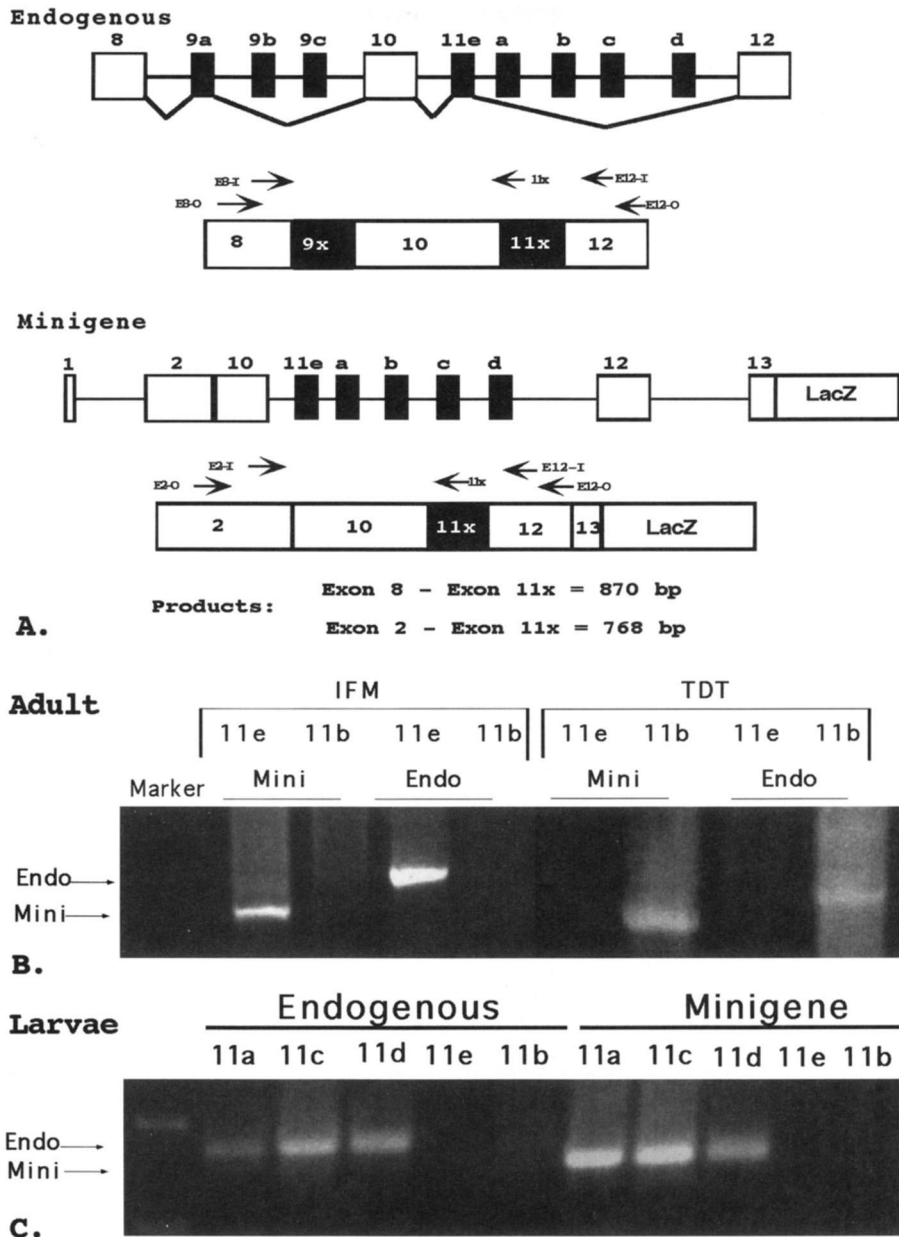 Endogenous
8 9a 9b 9c 10 11e a b c d 12
E8-I 11x E12-I
E8-O E12-O
8 9x 10 11x 12
Minigene
1 2 10 11e a b c d 12 13
LacZ
E2-I E12-I
E2-O 11x E12-O
2 10 11x 12 13 LacZ
Products: Exon 8 - Exon 11x = 870 bp
Exon 2 - Exon 11x = 768 bp
A.
Adult IFM TDT
11e 11b 11e 11b 11e 11b 11e 11b
Marker Mini Endo Mini Endo
Endo
Mini
B.
Larvae Endogenous Minigene
11a 11c 11d 11e 11b 11a 11c 11d 11e 11b
Endo
Mini
C.